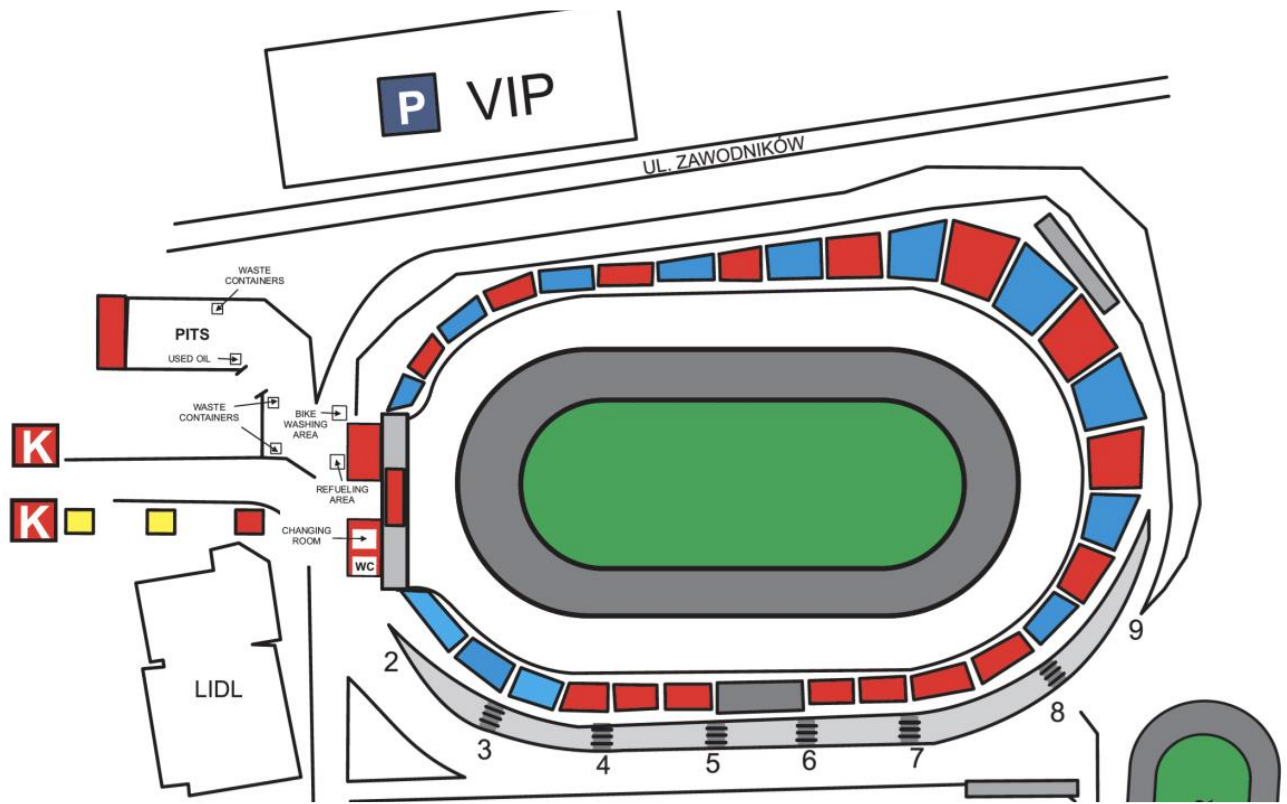 P VIP
UL. ZAWODNIKÓW
WASTE
CONTAINERS
PITS
USED OIL
WASTE
CONTAINERS
BIKE
WASHING
AREA
K
REFUELING
AREA
K
CHANGING
ROOM
WC
LIDL
2
3
4
5
6
7
8
9